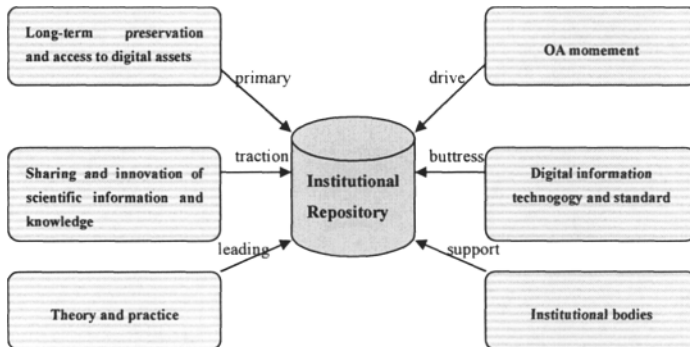 Long-term preservation
and access to digital assets
OA momement
primary
drive
Sharing and innovation of
scientific information and
knowledge
traction
Institutional
Repository
buttress
Digital information
technogogy and standard
leading
support
Theory and practice
Institutional bodies